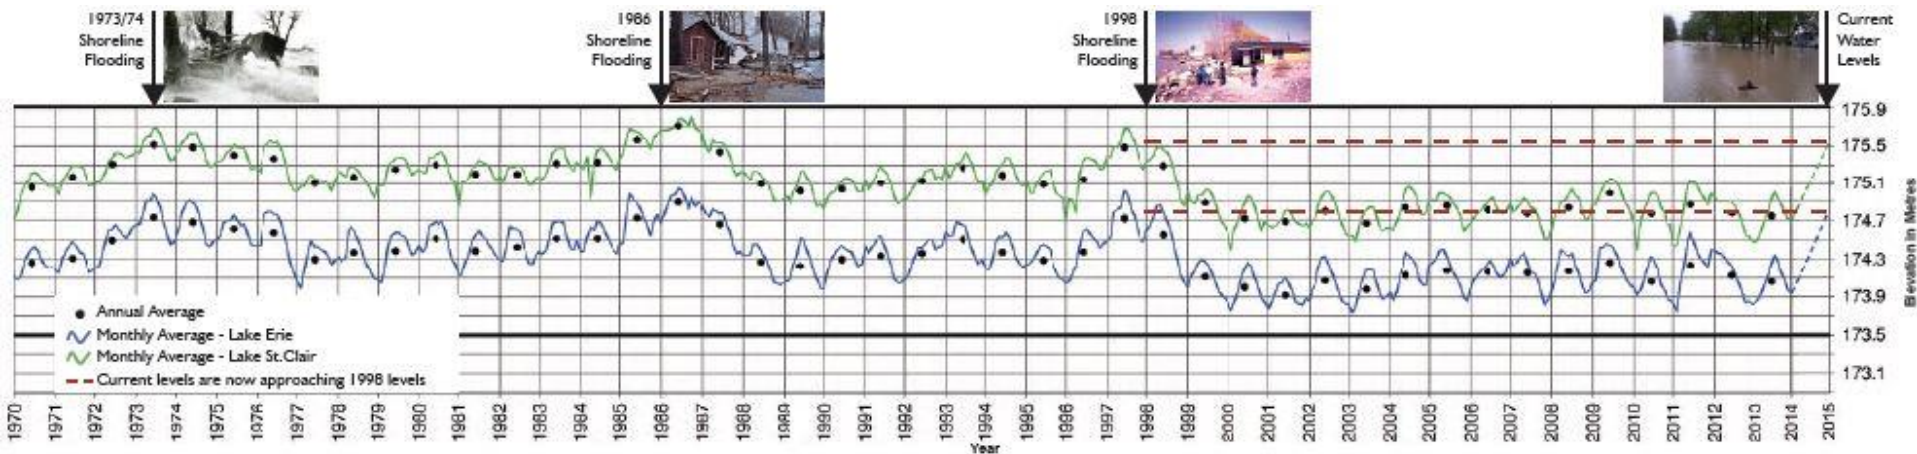 1973/74
Shoreline
Flooding
1986
Shoreline
Flooding
1998
Shoreline
Flooding
Current
Water
Levels
175.9
175.5
175.1
174.7
174.3
173.9
173.5
173.1
Elevation in Metres
Annual Average
Monthly Average - Lake Erie
Monthly Average - Lake St.Clair
Current levels are now approaching 1998 levels
1970 1971 1972 1973 1974 1975 1976 1977 1978 1979 1980 1981 1982 1983 1984 1985 1986 1987 1988 1989 1990 1991 1992 1993 1994 1995 1996 1997 1998 1999 2000 2001 2002 2003 2004 2005 2006 2007 2008 2009 2010 2011 2012 2013 2014 2015
Year